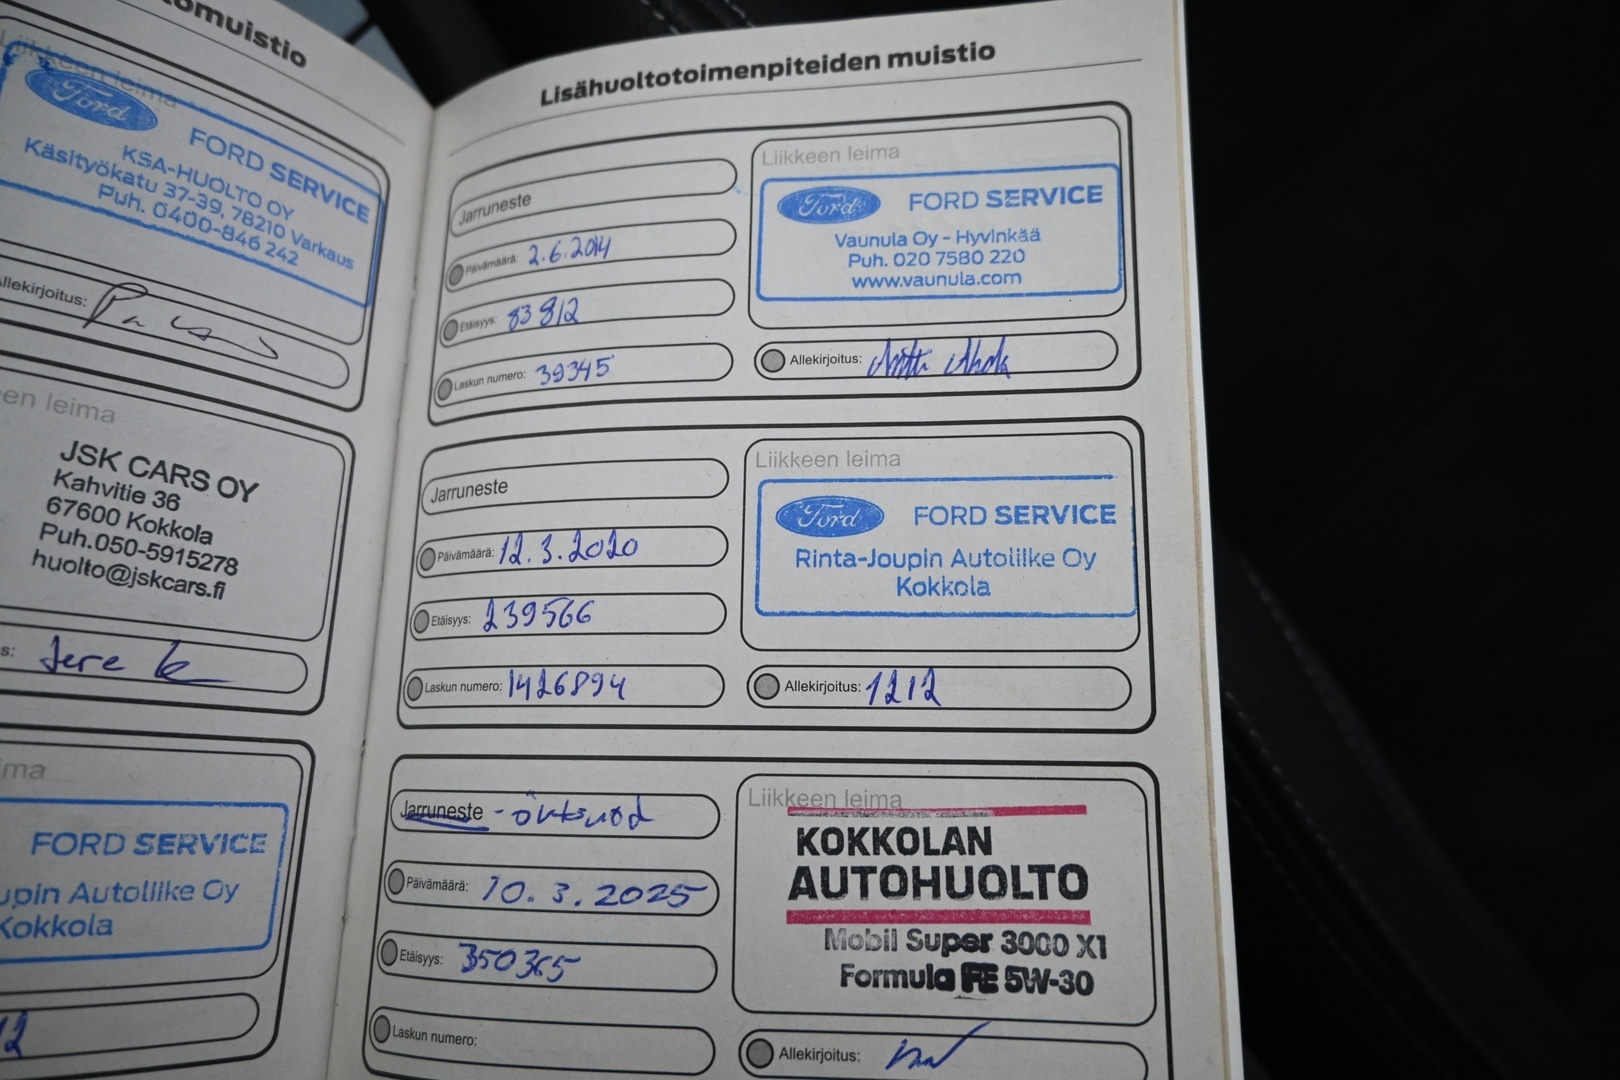 Liikkeen leima
Ford
FORD SERVICE
KSA-HUOLTO OY
Käsityökatu 37-39, 78210 Varkaus
Puh. 0400-846 242
Allekirjoitus:
JSK CARS OY
Kahvitie 36
67600 Kokkola
Puh.050-5915278
huolto@jskcars.fi
Jere
FORD SERVICE
Autoliike Oy
Kokkola
Lisähuoltotoimenpiteiden muistio
Jarruneste
Päivämäärä: 2.6.2014
Etäisyys: 83 812
Laskun numero: 39345
Liikkeen leima
Ford FORD SERVICE
Vaunula Oy - Hyvinkää
Puh. 020 7580 220
www.vaunula.com
Allekirjoitus:
Jarruneste
Päivämäärä: 12.3.2020
Etäisyys: 239566
Laskun numero: 1426894
Liikkeen leima
Ford FORD SERVICE
Rinta-Joupin Autoliike Oy
Kokkola
Allekirjoitus: 1212
Jarruneste
Päivämäärä: 10.3.2025
Etäisyys: 350365
Laskun numero:
Liikkeen leima
KOKKOLAN
AUTOHUOLTO
Mobil Super 3000 X1
Formula FE 5W-30
Allekirjoitus: